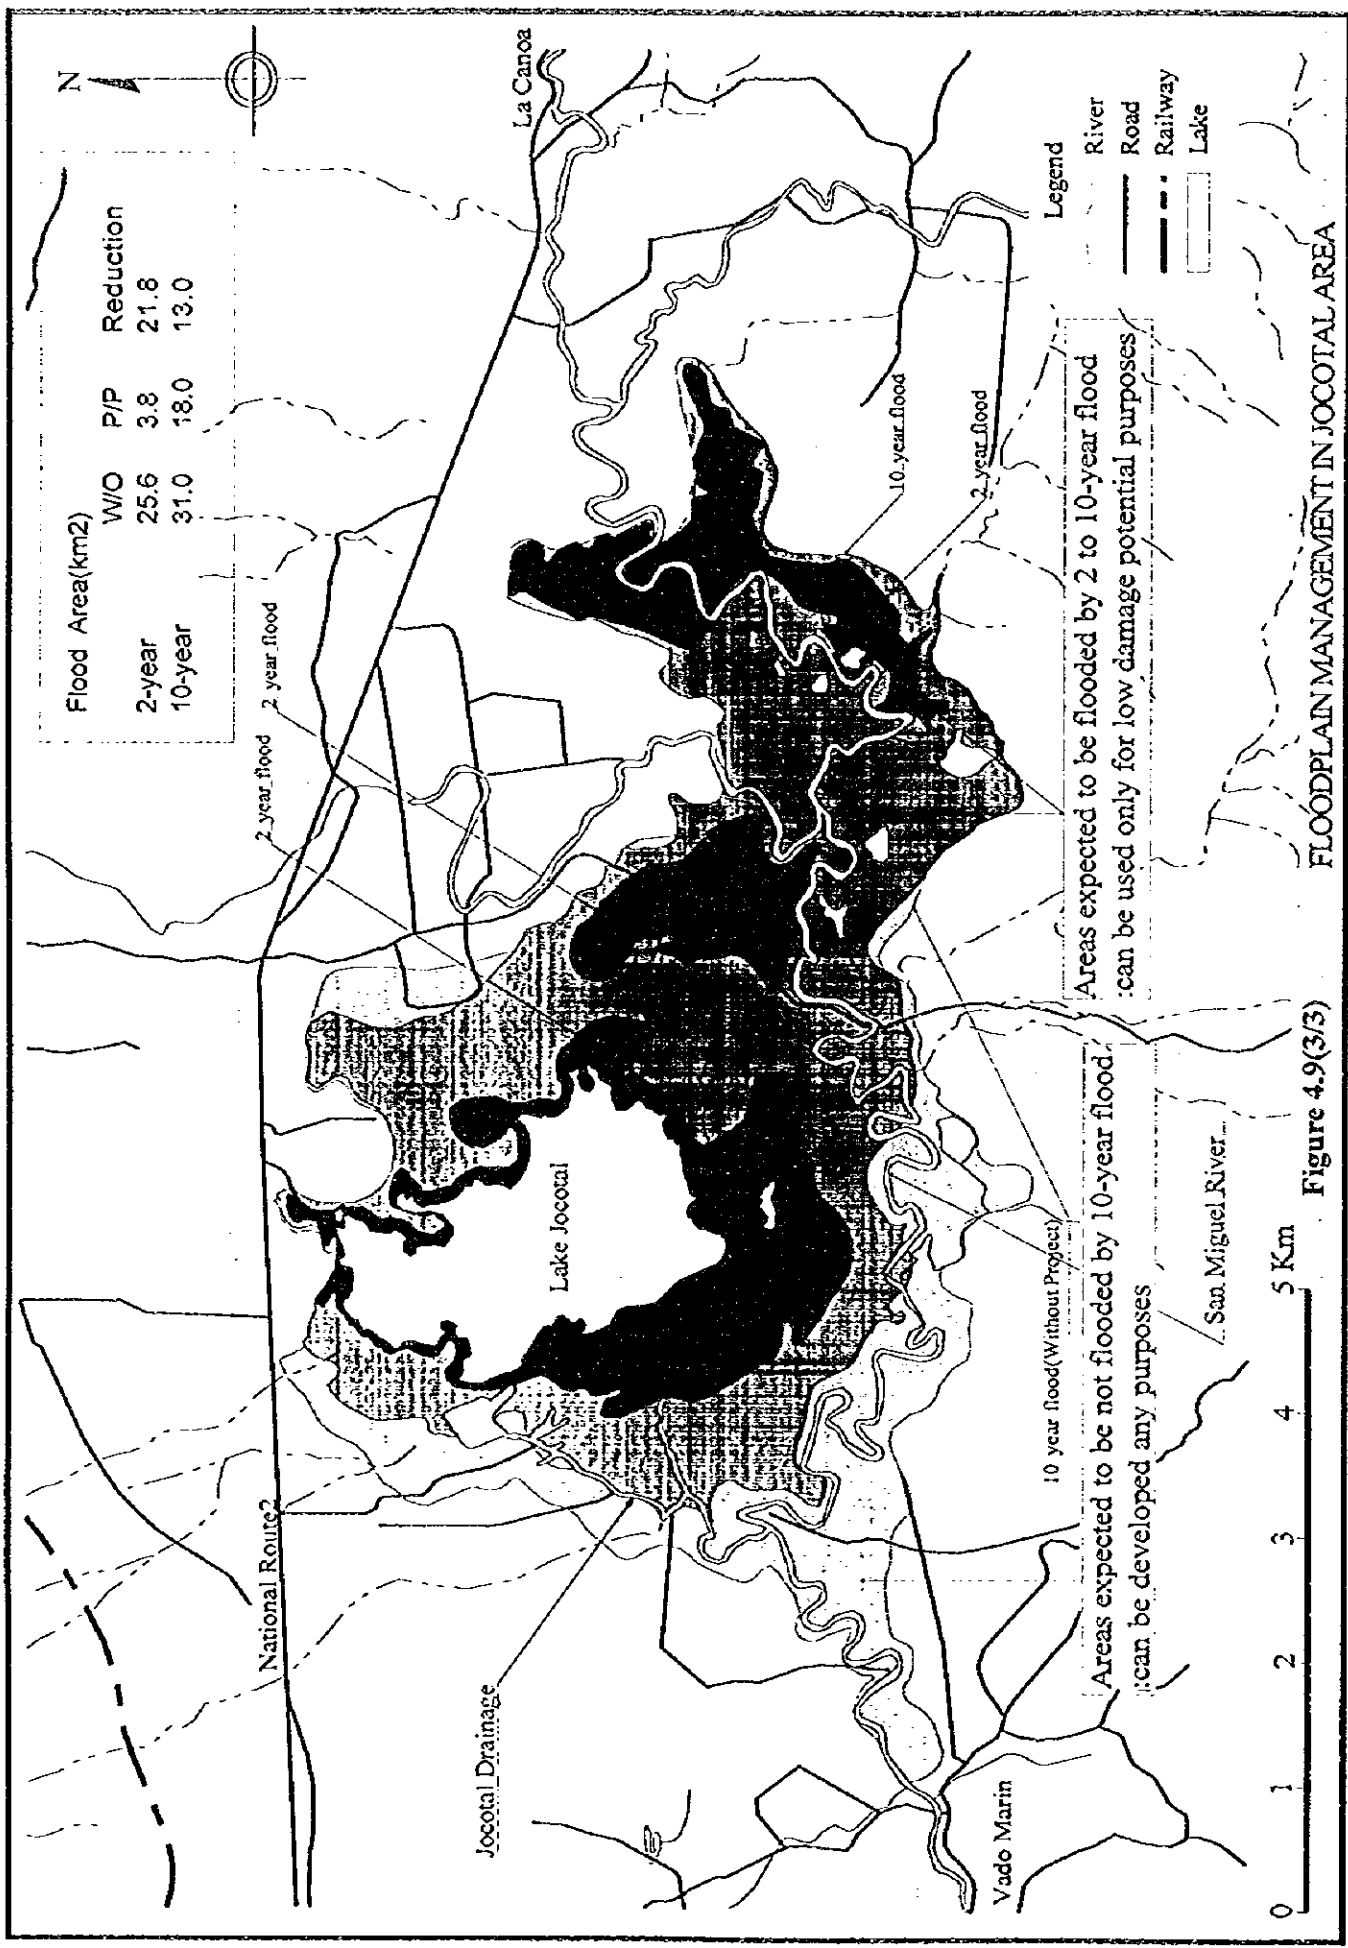 N
Flood Area(km2)
W/O P/P Reduction
2-year 25.6 3.8 21.8
10-year 31.0 18.0 13.0
La Canoa
2 year flood
2 year flood
National Route2
Jocotal Drainage
Lake Jocotal
10 year flood
2 year flood
10 year flood(Without Project)
Vado Marin
San Miguel River
Areas expected to be not flooded by 10-year flood
:can be developed any purposes
Areas expected to be flooded by 2 to 10-year flood
:can be used only for low damage potential purposes
Legend
River
Road
Railway
Lake
0 1 2 3 4 5 Km
Figure 4.9(3/3) FLOODPLAIN MANAGEMENT IN JOCOTAL AREA